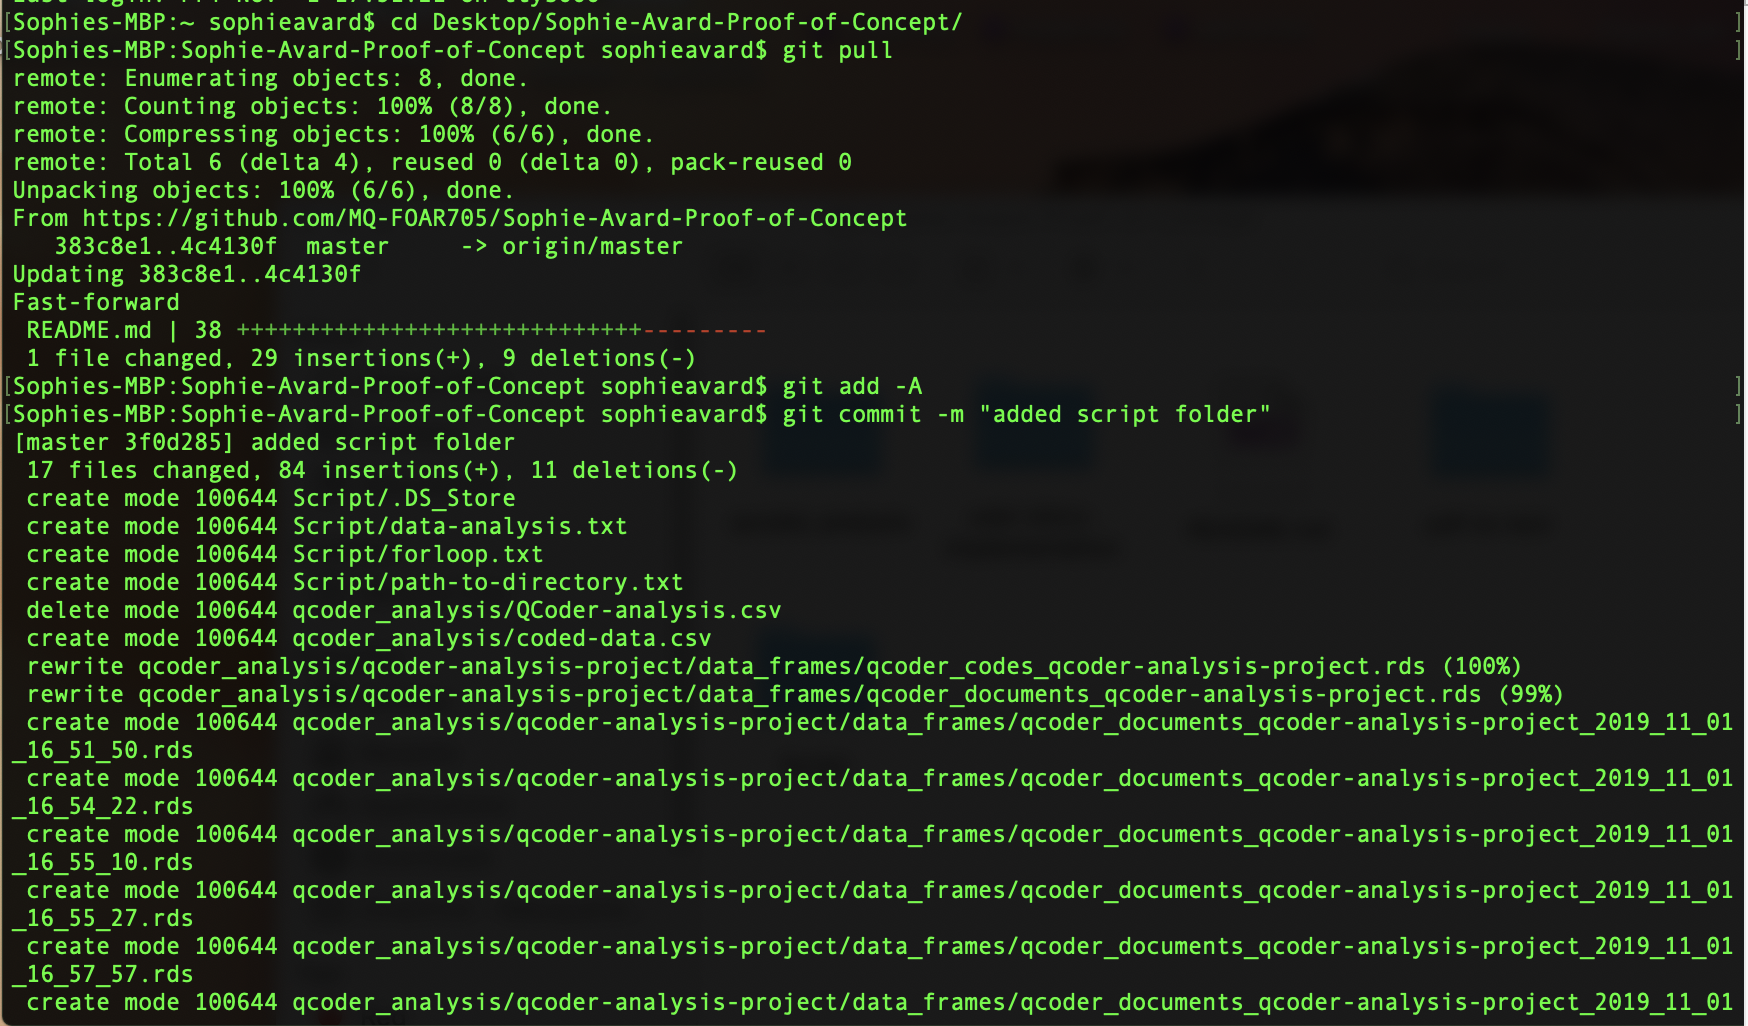 [Sophies-MBP:~ sophieavard$ cd Desktop/Sophie-Avard-Proof-of-Concept/ ]
[Sophies-MBP:Sophie-Avard-Proof-of-Concept sophieavard$ git pull ]
remote: Enumerating objects: 8, done.
remote: Counting objects: 100% (8/8), done.
remote: Compressing objects: 100% (6/6), done.
remote: Total 6 (delta 4), reused 0 (delta 0), pack-reused 0
Unpacking objects: 100% (6/6), done.
From https://github.com/MQ-FOAR705/Sophie-Avard-Proof-of-Concept
   383c8e1..4c4130f  master     -> origin/master
Updating 383c8e1..4c4130f
Fast-forward
 README.md | 38 +++++++++++++++++++++++++++++---------
 1 file changed, 29 insertions(+), 9 deletions(-)
[Sophies-MBP:Sophie-Avard-Proof-of-Concept sophieavard$ git add -A ]
[Sophies-MBP:Sophie-Avard-Proof-of-Concept sophieavard$ git commit -m "added script folder" ]
[master 3f0d285] added script folder
 17 files changed, 84 insertions(+), 11 deletions(-)
 create mode 100644 Script/.DS_Store
 create mode 100644 Script/data-analysis.txt
 create mode 100644 Script/forloop.txt
 create mode 100644 Script/path-to-directory.txt
 delete mode 100644 qcoder_analysis/QCoder-analysis.csv
 create mode 100644 qcoder_analysis/coded-data.csv
 rewrite qcoder_analysis/qcoder-analysis-project/data_frames/qcoder_codes_qcoder-analysis-project.rds (100%)
 rewrite qcoder_analysis/qcoder-analysis-project/data_frames/qcoder_documents_qcoder-analysis-project.rds (99%)
 create mode 100644 qcoder_analysis/qcoder-analysis-project/data_frames/qcoder_documents_qcoder-analysis-project_2019_11_01
_16_51_50.rds
 create mode 100644 qcoder_analysis/qcoder-analysis-project/data_frames/qcoder_documents_qcoder-analysis-project_2019_11_01
_16_54_22.rds
 create mode 100644 qcoder_analysis/qcoder-analysis-project/data_frames/qcoder_documents_qcoder-analysis-project_2019_11_01
_16_55_10.rds
 create mode 100644 qcoder_analysis/qcoder-analysis-project/data_frames/qcoder_documents_qcoder-analysis-project_2019_11_01
_16_55_27.rds
 create mode 100644 qcoder_analysis/qcoder-analysis-project/data_frames/qcoder_documents_qcoder-analysis-project_2019_11_01
_16_57_57.rds
 create mode 100644 qcoder_analysis/qcoder-analysis-project/data_frames/qcoder_documents_qcoder-analysis-project_2019_11_01